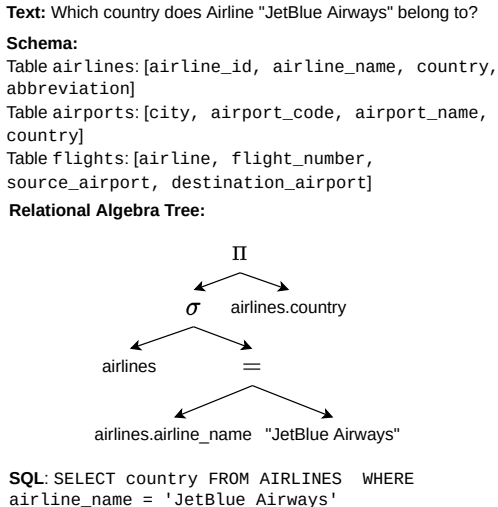 Text: Which country does Airline "JetBlue Airways" belong to?
Schema:
Table airlines: [airline_id, airline_name, country,
abbreviation]
Table airports: [city, airport_code, airport_name,
country]
Table flights: [airline, flight_number,
source_airport, destination_airport]
Relational Algebra Tree:
Π
σ airlines.country
airlines =
airlines.airline_name "JetBlue Airways"
SQL: SELECT country FROM AIRLINES WHERE
airline_name = 'JetBlue Airways'